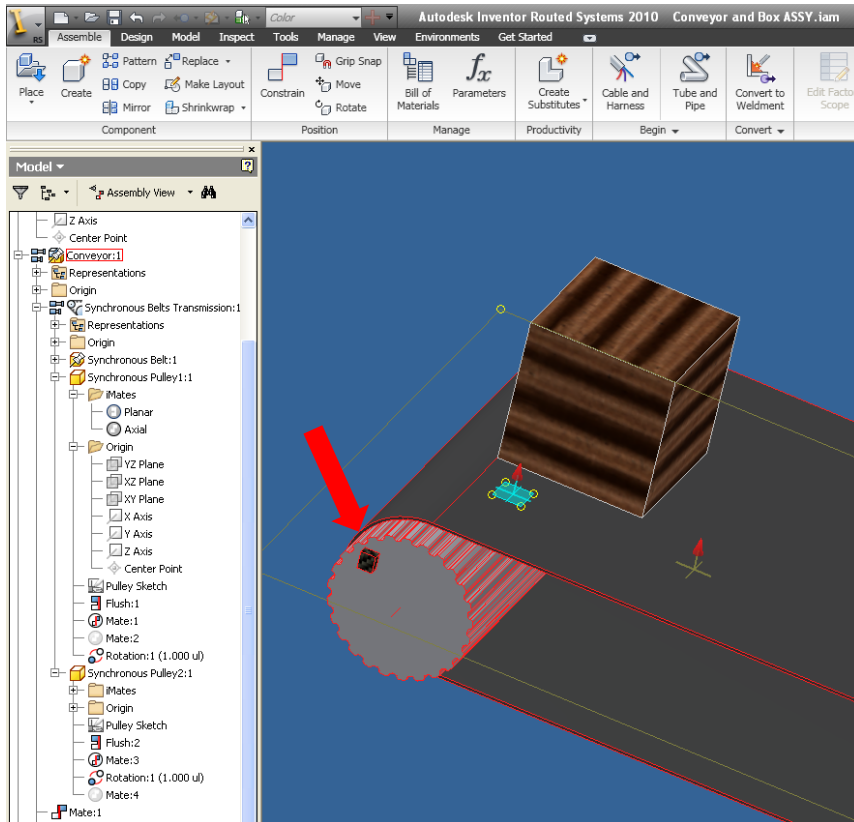 Color
Autodesk Inventor Routed Systems 2010 Conveyor and Box ASSY.iam
RS
Assemble Design Model Inspect Tools Manage View Environments Get Started
Place
Create
Pattern
Copy
Mirror
Replace
Make Layout
Shrinkwrap
Constrain
Grip Snap
Move
Rotate
Bill of
Materials
Parameters
Create
Substitutes
Cable and
Harness
Tube and
Pipe
Convert to
Weldment
Edit Facto
Scope
Component Position Manage Productivity Begin Convert
Model
Assembly View
Z Axis
Center Point
Conveyor:1
Representations
Origin
Synchronous Belts Transmission:1
Representations
Origin
Synchronous Belt:1
Synchronous Pulley1:1
iMates
Planar
Axial
Origin
YZ Plane
XZ Plane
XY Plane
X Axis
Y Axis
Z Axis
Center Point
Pulley Sketch
Flush:1
Mate:1
Mate:2
Rotation:1 (1.000 ul)
Synchronous Pulley2:1
iMates
Origin
Pulley Sketch
Flush:2
Mate:3
Rotation:1 (1.000 ul)
Mate:4
Mate:1